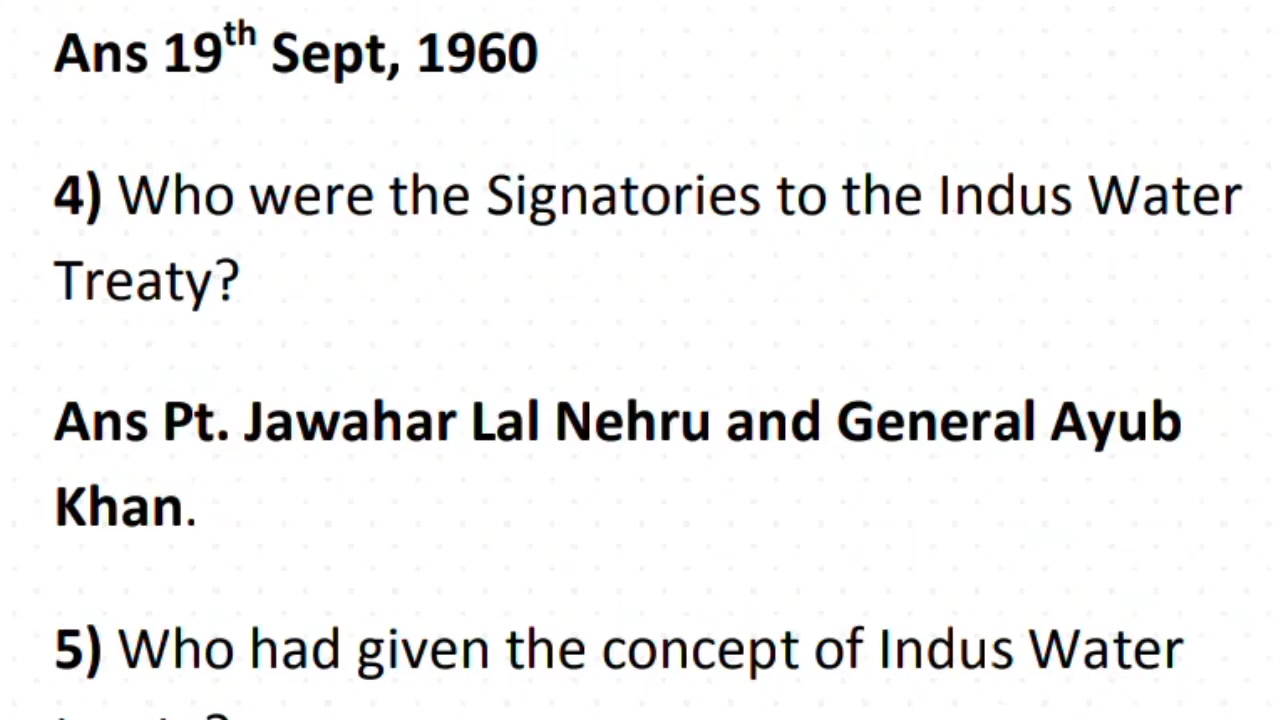 Ans 19th Sept, 1960
4) Who were the Signatories to the Indus Water
Treaty?
Ans Pt. Jawahar Lal Nehru and General Ayub
Khan.
5) Who had given the concept of Indus Water